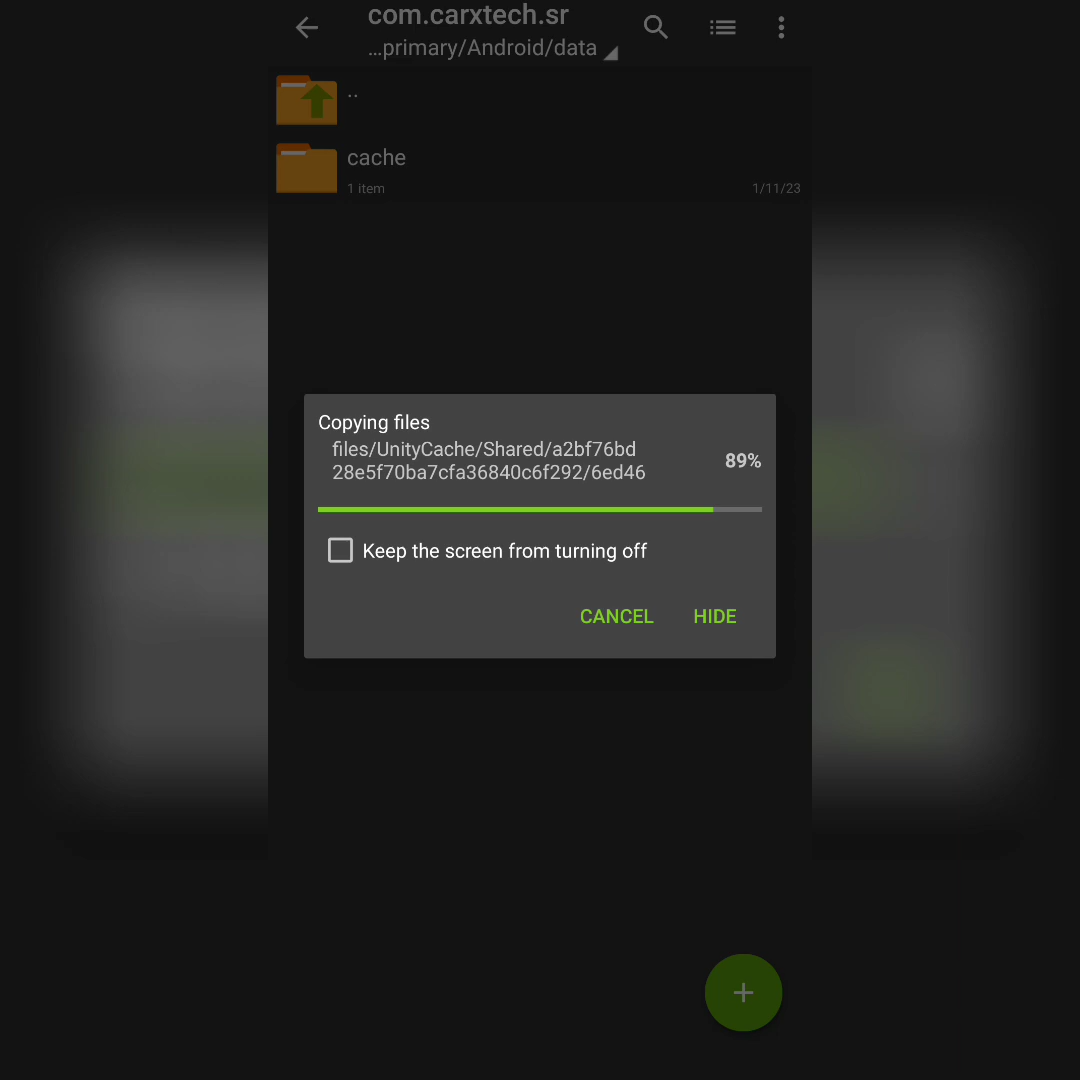 com.carxtech.sr
…primary/Android/data
..
cache
1 item
1/11/23
Copying files
files/UnityCache/Shared/a2bf76bd
28e5f70ba7cfa36840c6f292/6ed46
89%
Keep the screen from turning off
CANCEL
HIDE
+